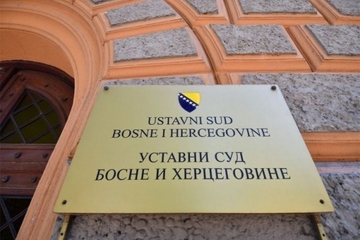 USTAVNI SUD
BOSNE I HERCEGOVINE
УСТАВНИ СУД
БОСНЕ И ХЕРЦЕГОВИНЕ